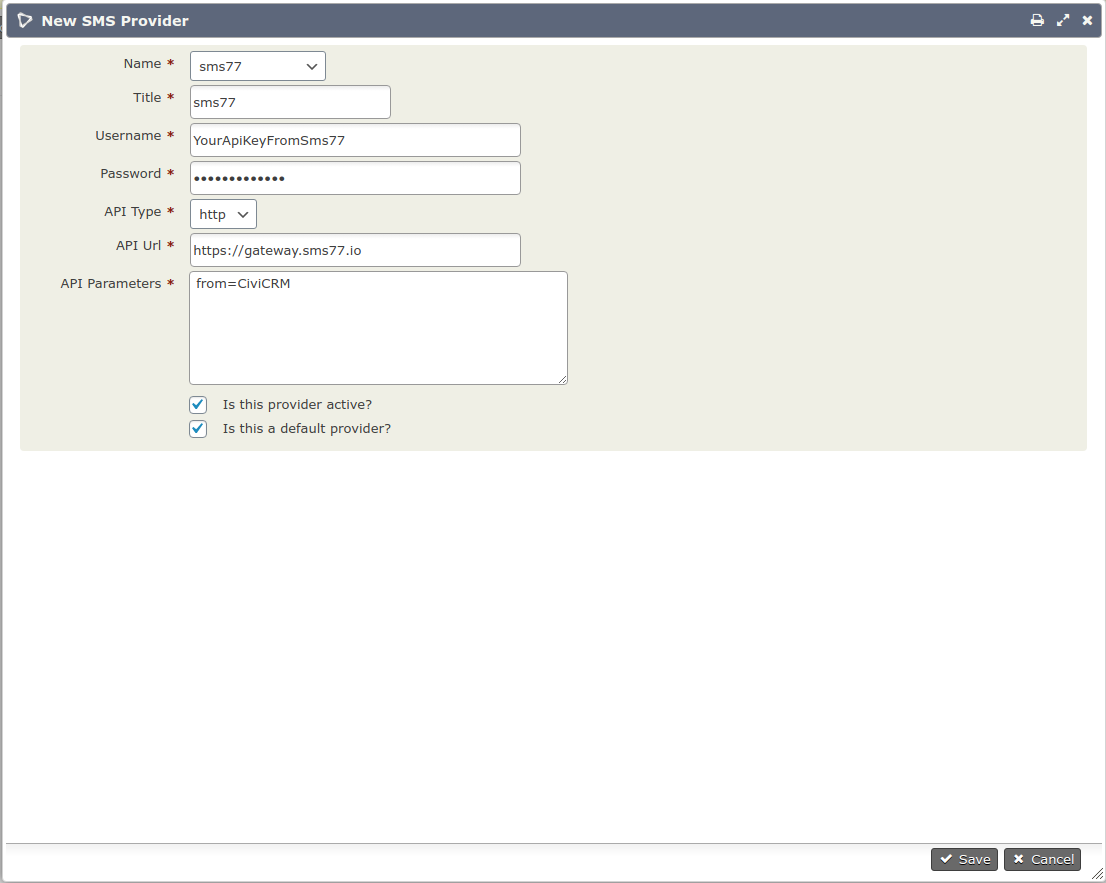 New SMS Provider
Name *
sms77
Title *
sms77
Username *
YourApiKeyFromSms77
Password *
•••••••••••••
API Type *
http
API Url *
https://gateway.sms77.io
API Parameters *
from=CiviCRM
Is this provider active?
Is this a default provider?
Save
Cancel